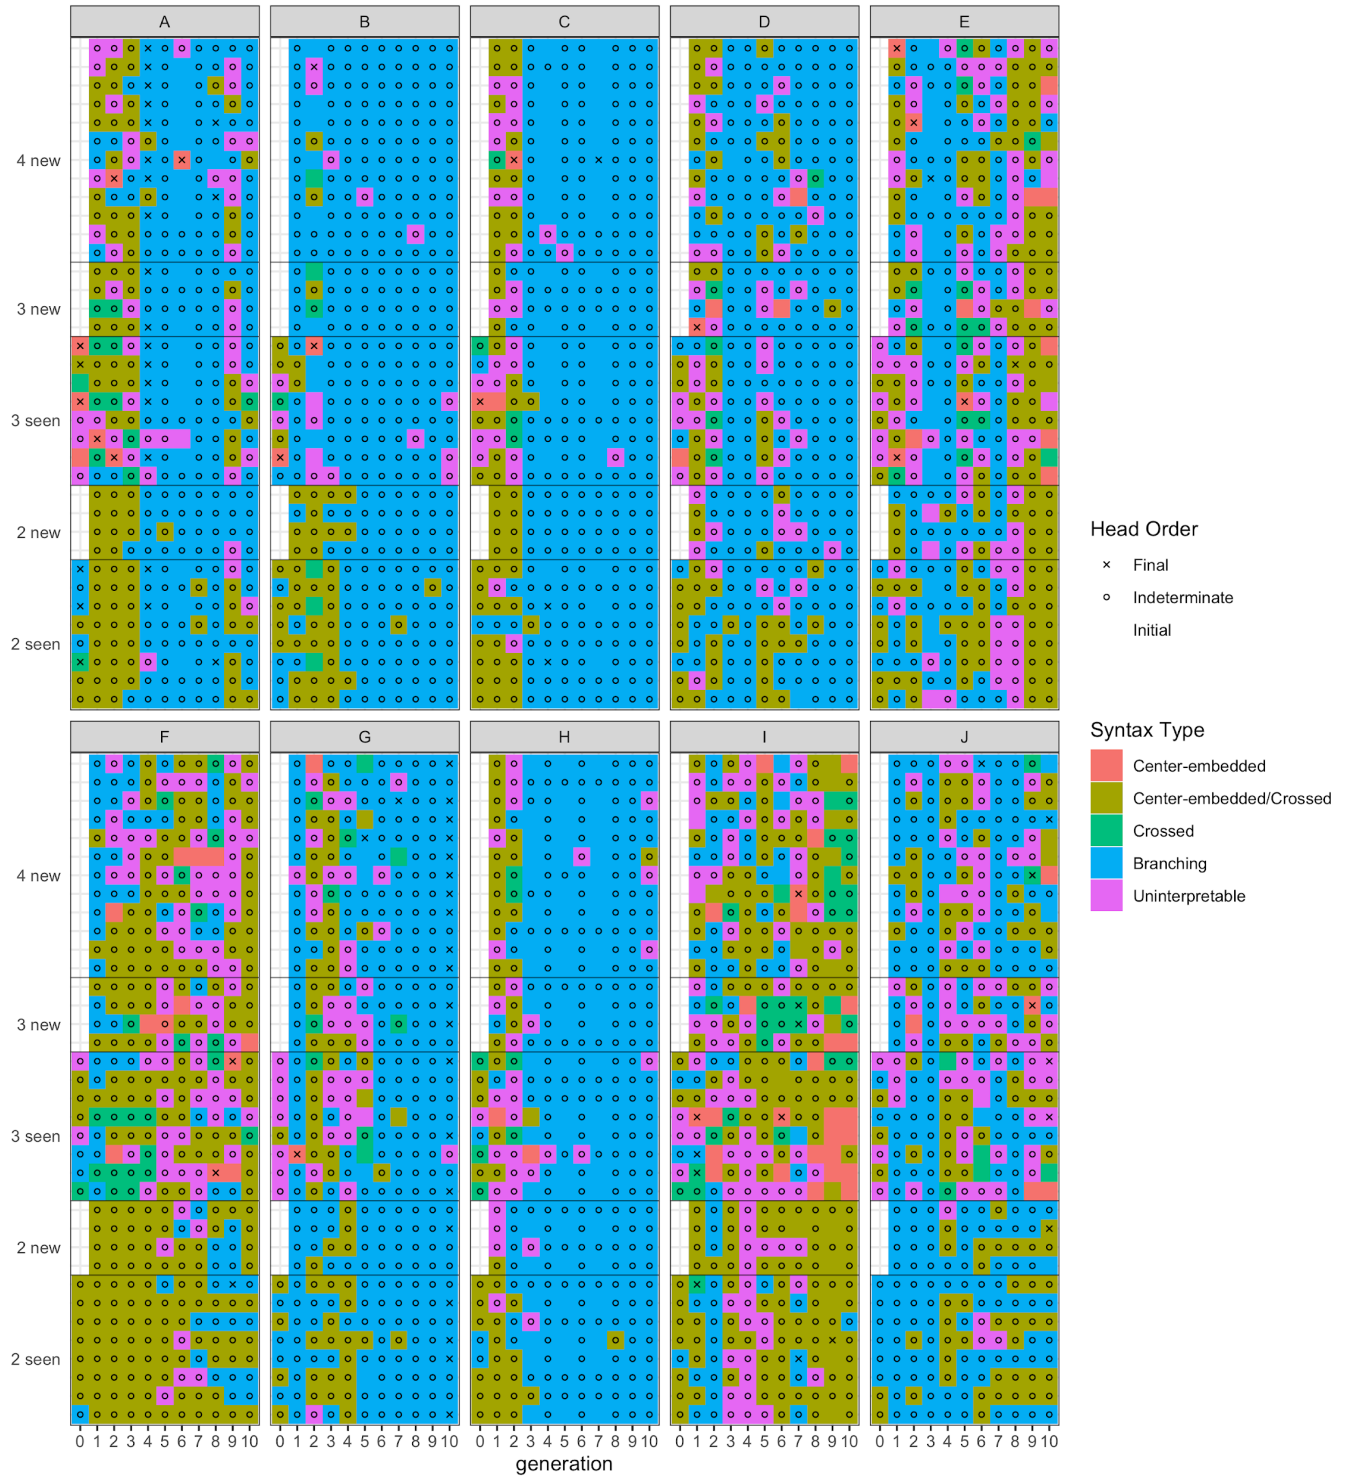 A B C D E
4 new
3 new
3 seen
2 new
2 seen
Head Order
Final
Indeterminate
Initial
Syntax Type
Center-embedded
Center-embedded/Crossed
Crossed
Branching
Uninterpretable
F G H I J
4 new
3 new
3 seen
2 new
2 seen
0 1 2 3 4 5 6 7 8 9 10 0 1 2 3 4 5 6 7 8 9 10 0 1 2 3 4 5 6 7 8 9 10 0 1 2 3 4 5 6 7 8 9 10 0 1 2 3 4 5 6 7 8 9 10
generation